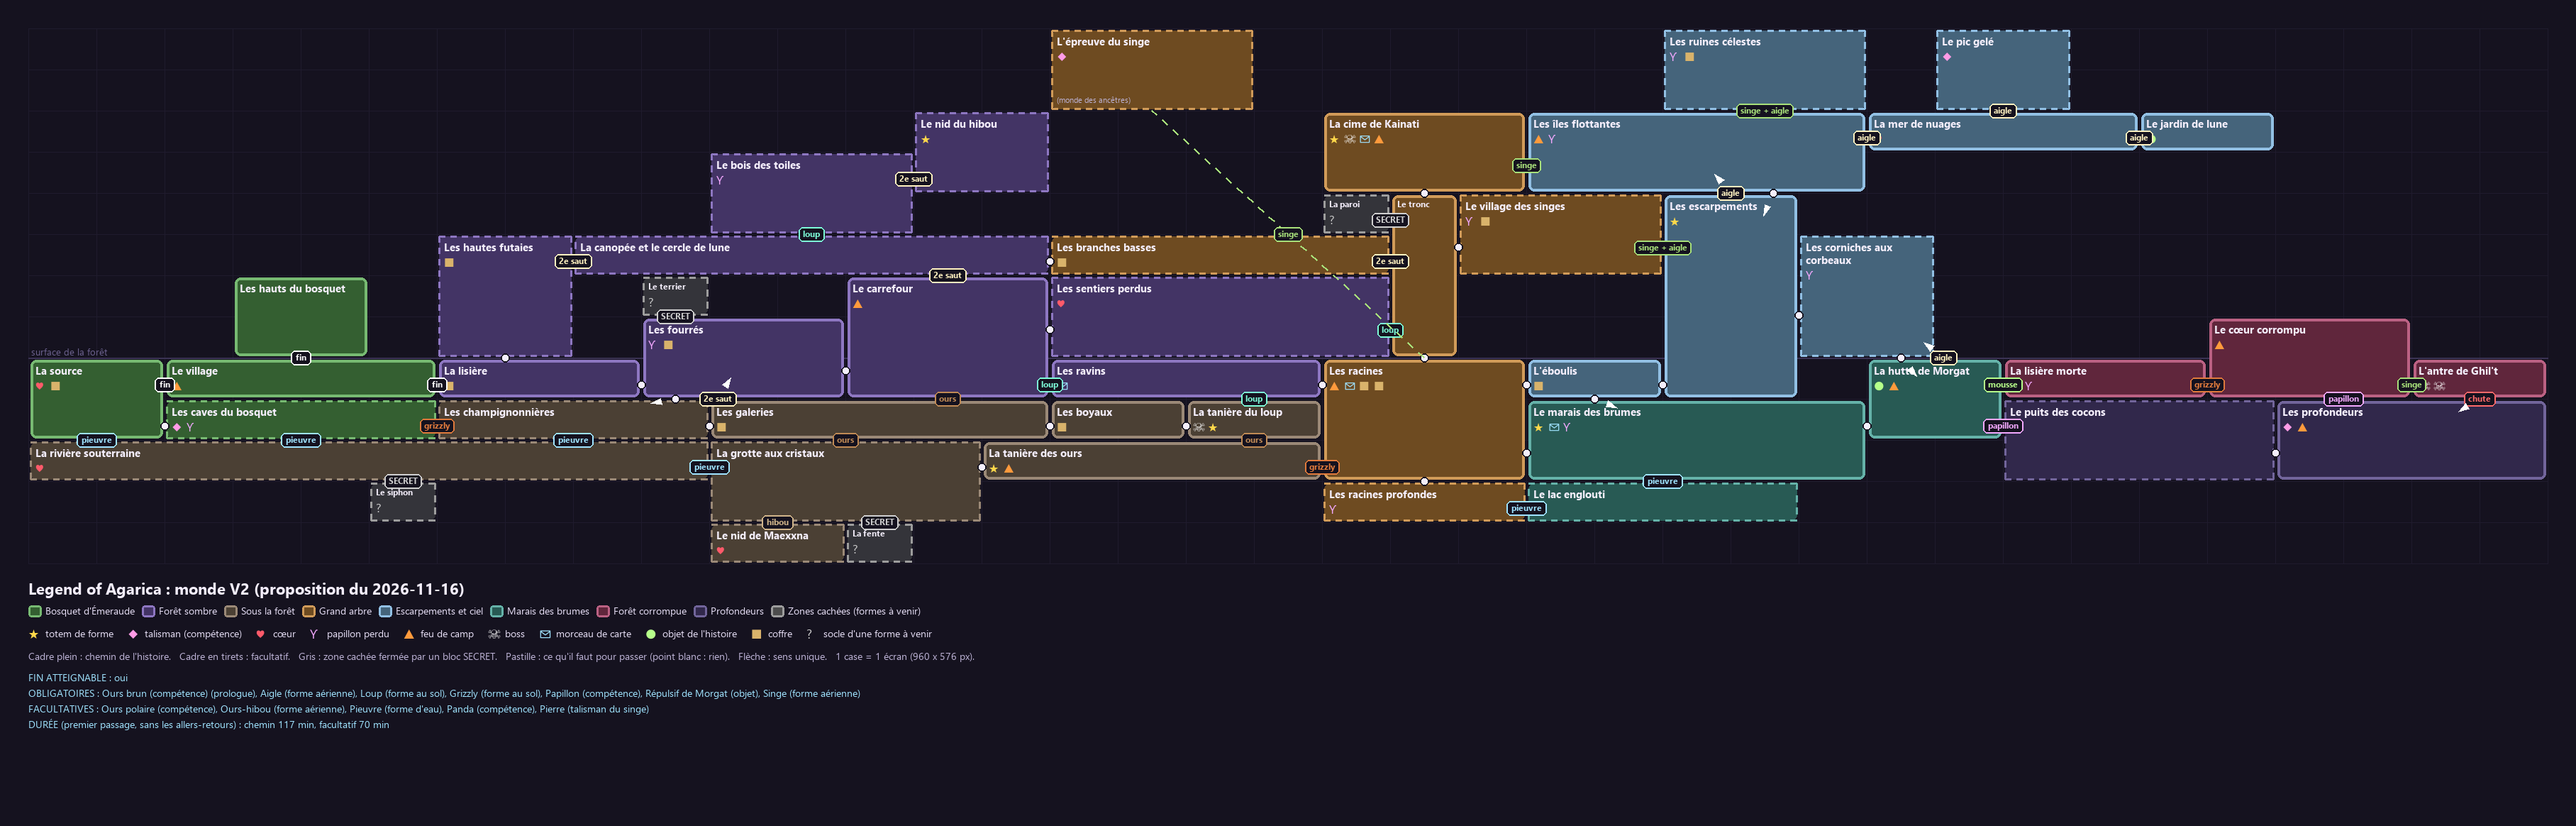 L'épreuve du singe
(monde des ancêtres)
Les ruines célestes
Y
Le pic gelé
singe + aigle
aigle
Le nid du hibou
La cime de Kainati
Les îles flottantes
Y
La mer de nuages
Le jardin de lune
aigle
aigle
singe
Le bois des toiles
Y
2e saut
aigle
La paroi
?
SECRET
Le tronc
Le village des singes
Y
Les escarpements
loup
singe
Les hautes futaies
La canopée et le cercle de lune
Les branches basses
singe + aigle
Les corniches aux
corbeaux
Y
2e saut
2e saut
2e saut
Les hauts du bosquet
Le terrier
?
SECRET
Le carrefour
Les sentiers perdus
loup
Les fourrés
Y
Le cœur corrompu
surface de la forêt
fin
aigle
La source
Le village
La lisière
Les ravins
Les racines
L'éboulis
La hutte de Morgat
La lisière morte
Y
L'antre de Ghil't
fin
fin
loup
mousse
grizzly
singe
2e saut
ours
loup
papillon
chute
Les caves du bosquet
Y
Les champignonnières
Les galeries
Les boyaux
La tanière du loup
Le marais des brumes
Y
Le puits des cocons
Les profondeurs
grizzly
papillon
pieuvre
pieuvre
pieuvre
ours
ours
La rivière souterraine
La grotte aux cristaux
La tanière des ours
pieuvre
grizzly
SECRET
Le siphon
?
pieuvre
Les racines profondes
Y
Le lac englouti
pieuvre
hibou
SECRET
Le nid de Maexxna
La fente
?
Legend of Agarica : monde V2 (proposition du 2026-11-16)
Bosquet d'Émeraude Forêt sombre Sous la forêt Grand arbre Escarpements et ciel Marais des brumes Forêt corrompue Profondeurs Zones cachées (formes à venir)
totem de forme talisman (compétence) cœur Y papillon perdu feu de camp boss morceau de carte objet de l'histoire coffre ? socle d'une forme à venir
Cadre plein : chemin de l'histoire. Cadre en tirets : facultatif. Gris : zone cachée fermée par un bloc SECRET. Pastille : ce qu'il faut pour passer (point blanc : rien). Flèche : sens unique. 1 case = 1 écran (960 x 576 px).
FIN ATTEIGNABLE : oui
OBLIGATOIRES : Ours brun (compétence) (prologue), Aigle (forme aérienne), Loup (forme au sol), Grizzly (forme au sol), Papillon (compétence), Répulsif de Morgat (objet), Singe (forme aérienne)
FACULTATIVES : Ours polaire (compétence), Ours-hibou (forme aérienne), Pieuvre (forme d'eau), Panda (compétence), Pierre (talisman du singe)
DURÉE (premier passage, sans les allers-retours) : chemin 117 min, facultatif 70 min